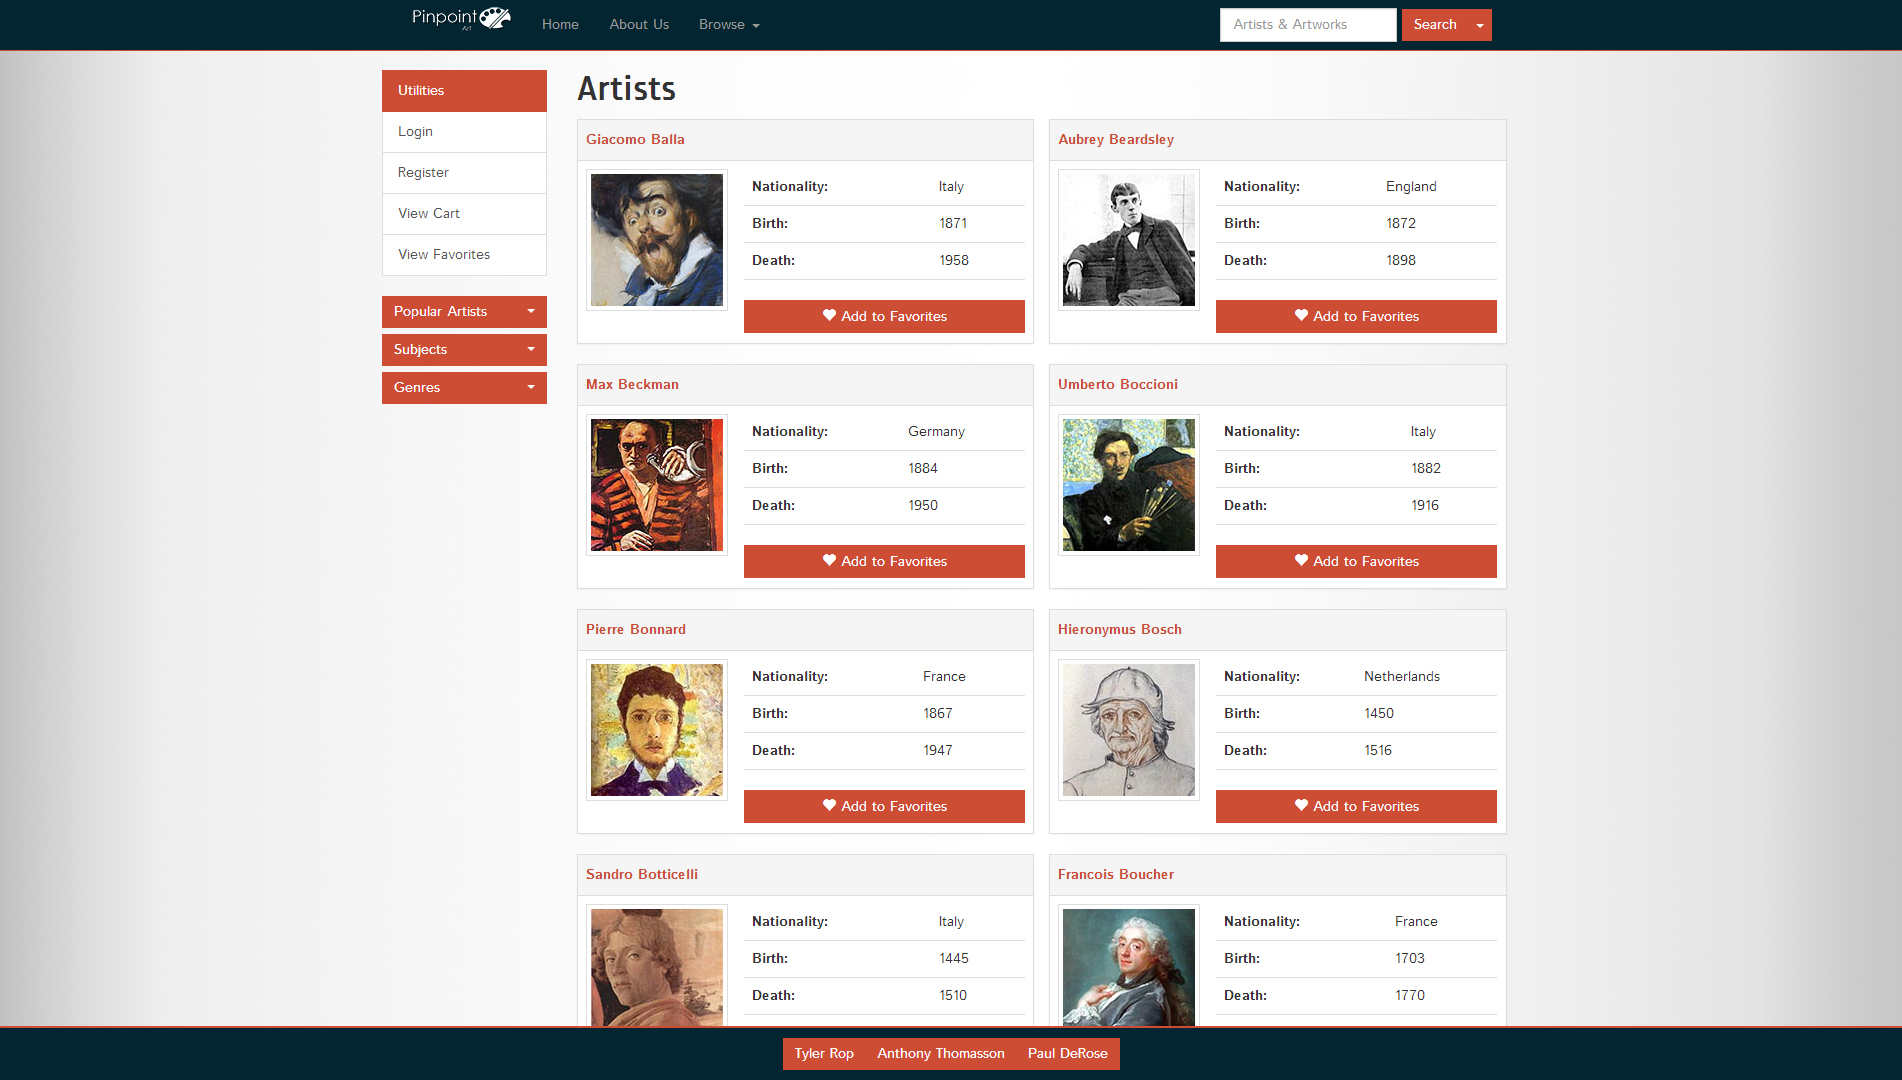 Pinpoint
Art
Home
About Us
Browse
Artists & Artworks
Search
Utilities
Login
Register
View Cart
View Favorites
Popular Artists
Subjects
Genres
Artists
Giacomo Balla
Nationality: Italy
Birth: 1871
Death: 1958
Add to Favorites
Aubrey Beardsley
Nationality: England
Birth: 1872
Death: 1898
Add to Favorites
Max Beckman
Nationality: Germany
Birth: 1884
Death: 1950
Add to Favorites
Umberto Boccioni
Nationality: Italy
Birth: 1882
Death: 1916
Add to Favorites
Pierre Bonnard
Nationality: France
Birth: 1867
Death: 1947
Add to Favorites
Hieronymus Bosch
Nationality: Netherlands
Birth: 1450
Death: 1516
Add to Favorites
Sandro Botticelli
Nationality: Italy
Birth: 1445
Death: 1510
Francois Boucher
Nationality: France
Birth: 1703
Death: 1770
Tyler Rop
Anthony Thomasson
Paul DeRose